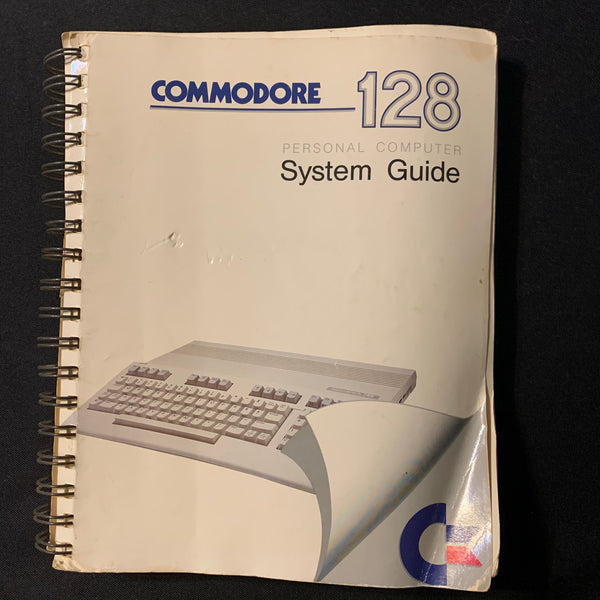 COMMODORE 128
PERSONAL COMPUTER
System Guide